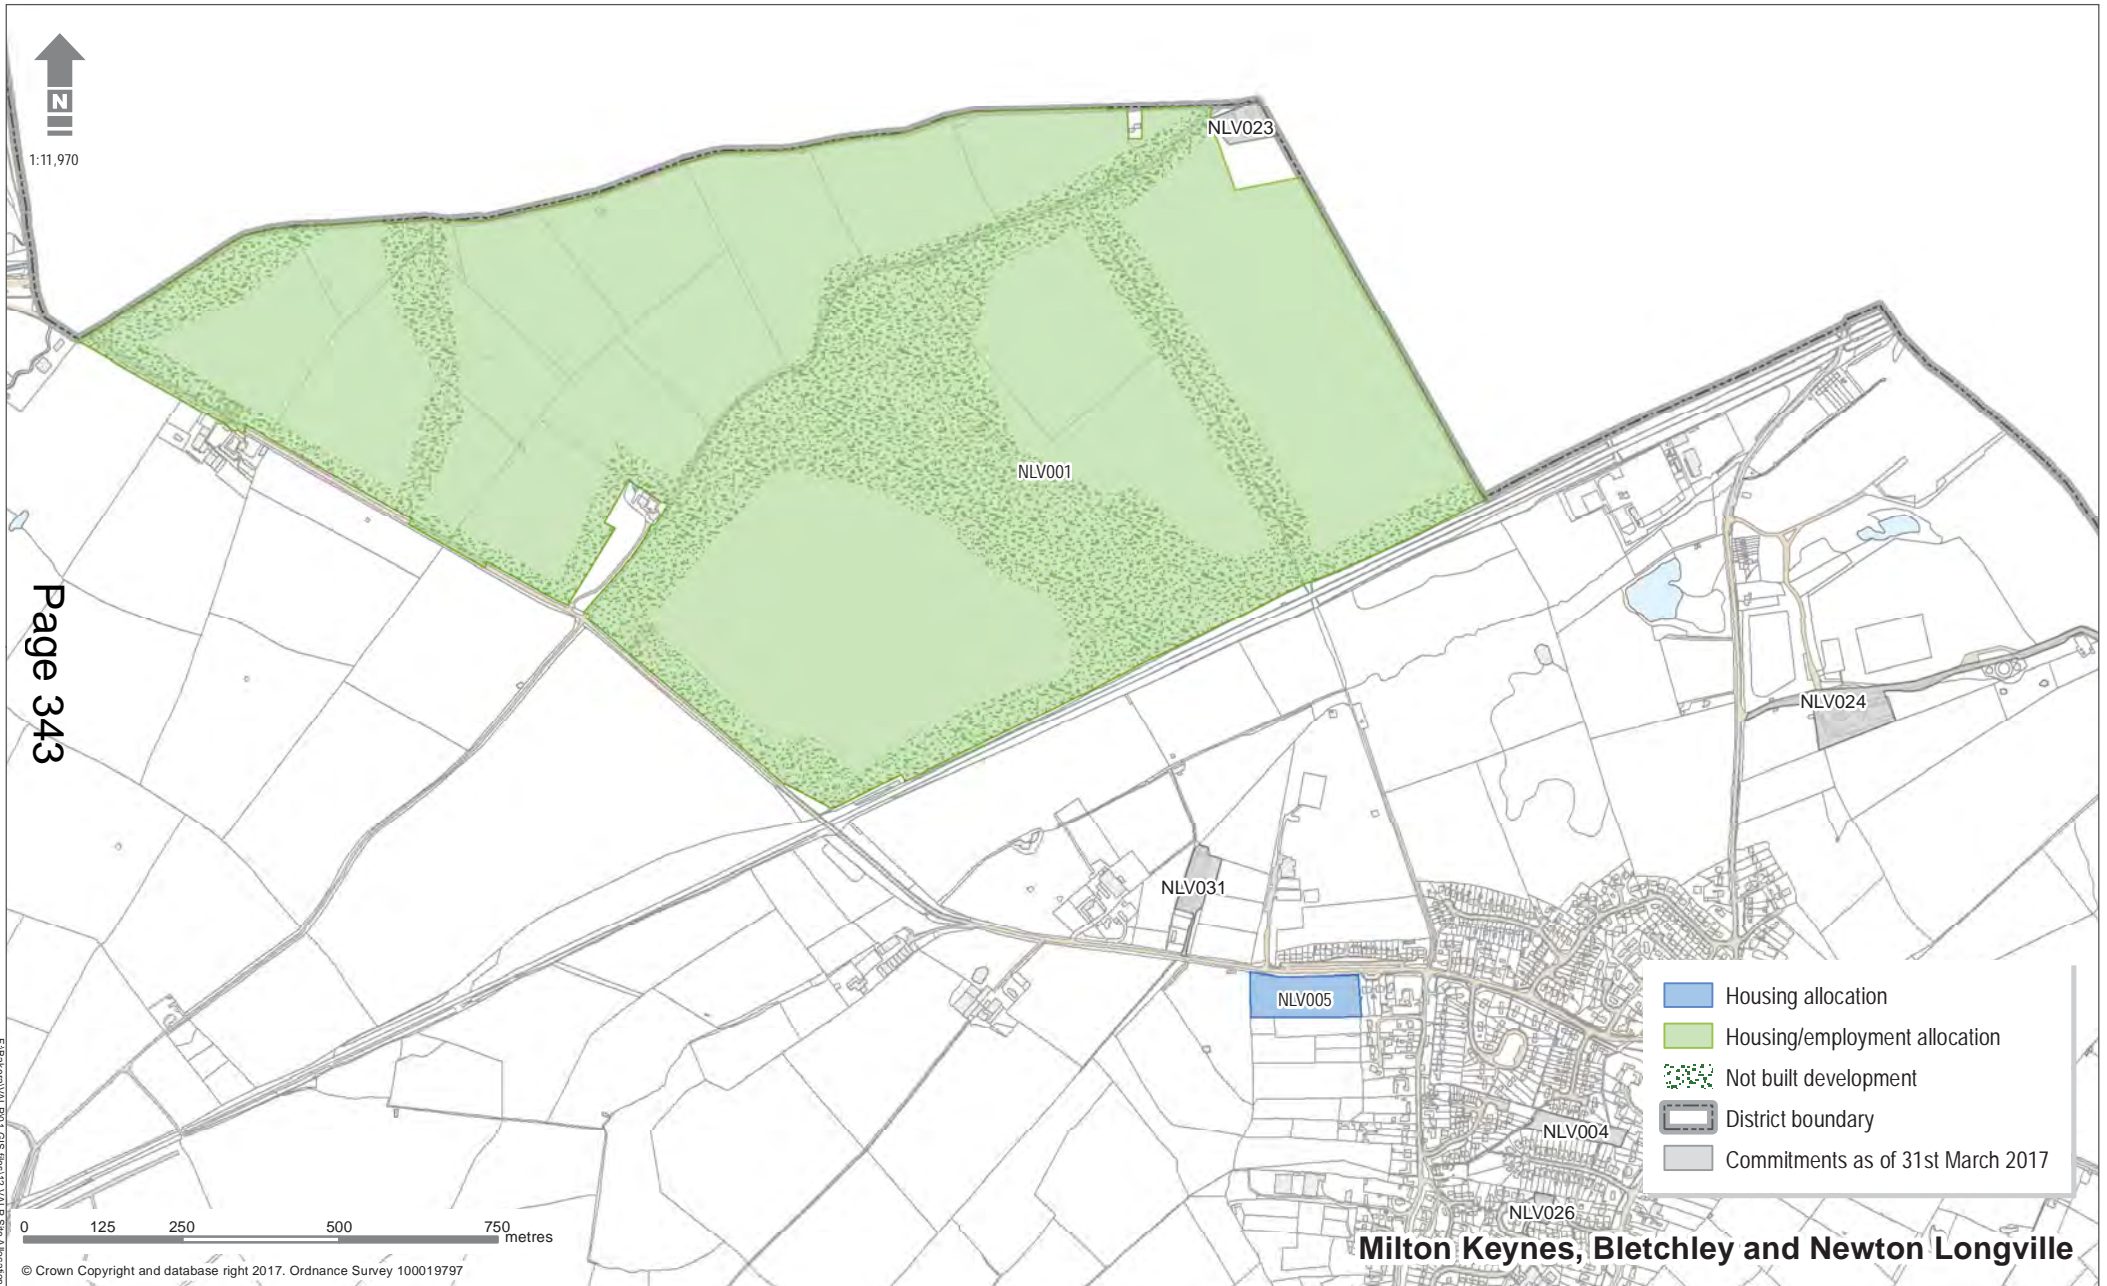 N
1:11,970
NLV023
NLV001
Page 343
NLV024
NLV031
NLV005
Housing allocation
Housing/employment allocation
Not built development
District boundary
Commitments as of 31st March 2017
NLV004
NLV026
0 125 250 500 750 metres
Milton Keynes, Bletchley and Newton Longville
© Crown Copyright and database right 2017. Ordnance Survey 100019797